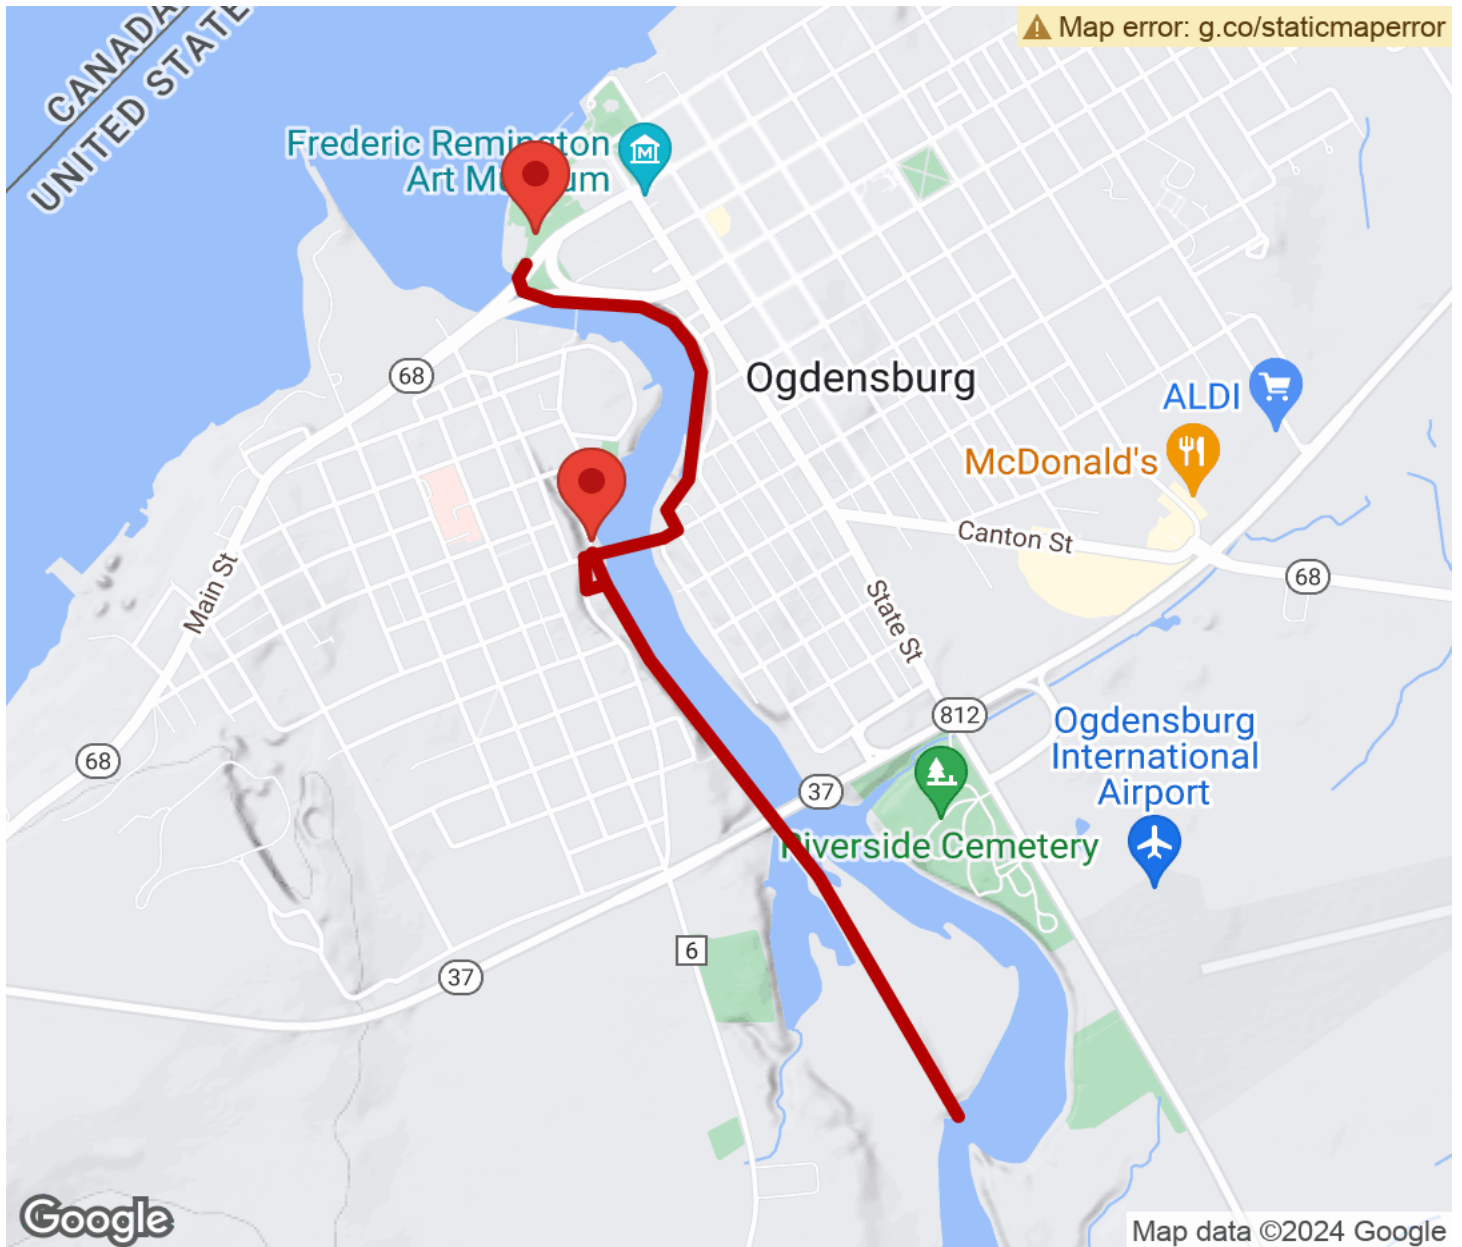 Map error: g.co/staticmaperror
CANADA
UNITED STATE
Frederic Remington
Art Museum
68
Ogdensburg
ALDI
McDonald's
Canton St
68
Main St
State St
812
Ogdensburg
International
Airport
68
37
Riverside Cemetery
6
37
Google
Map data ©2024 Google